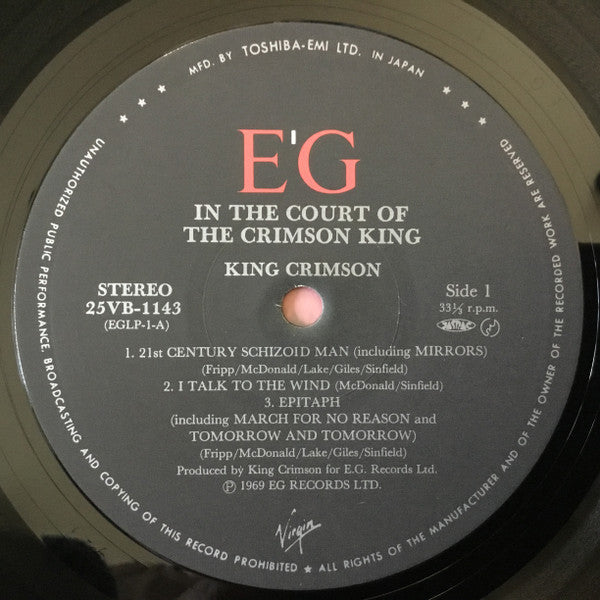 MFD. BY TOSHIBA-EMI LTD. IN JAPAN
E'G
IN THE COURT OF
THE CRIMSON KING
KING CRIMSON
STEREO
25VB-1143
(EGLP-1-A)
Side 1
33⅓ r.p.m.
JASRAC
1. 21st CENTURY SCHIZOID MAN (including MIRRORS)
(Fripp/McDonald/Lake/Giles/Sinfield)
2. I TALK TO THE WIND (McDonald/Sinfield)
3. EPITAPH
(including MARCH FOR NO REASON and
TOMORROW AND TOMORROW)
(Fripp/McDonald/Lake/Giles/Sinfield)
Produced by King Crimson for E.G. Records Ltd.
℗ 1969 EG RECORDS LTD.
Virgin
UNAUTHORIZED PUBLIC PERFORMANCE, BROADCASTING AND COPYING OF THIS RECORD PROHIBITED ★ ALL RIGHTS OF THE MANUFACTURER AND OF THE OWNER OF THE RECORDED WORK ARE RESERVED